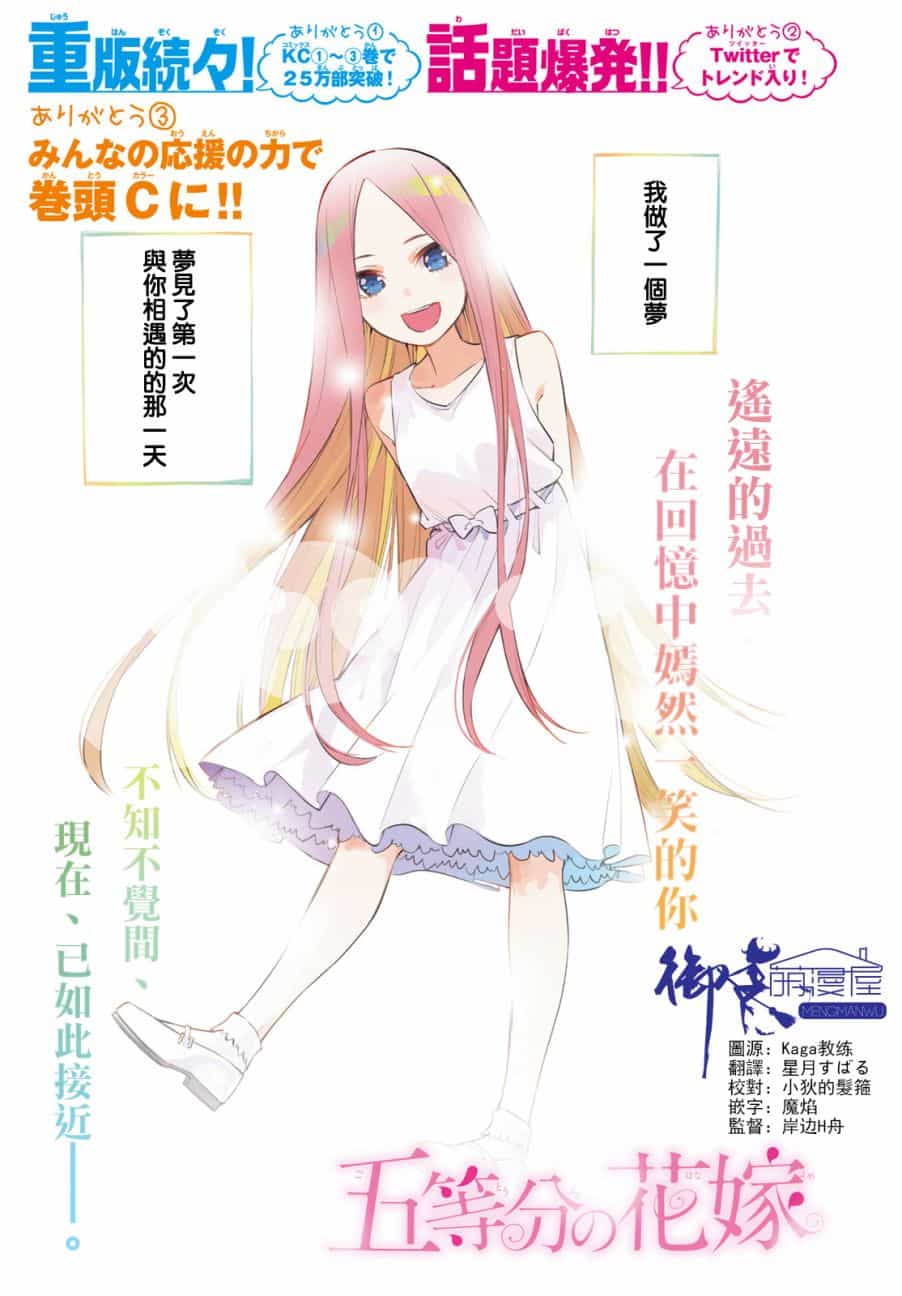 重版続々!
ありがとう①
KC①~③巻で
25万部突破!
話題爆発!!
ありがとう②
Twitterで
トレンド入り!
ありがとう③
みんなの応援の力で
巻頭Cに!!
我做了一個夢
夢見了第一次
與你相遇的的那一天
遙遠的過去
在回憶中嫣然一笑的你
不知不覺間、
現在、已如此接近——。
萌漫屋
MENGMANWU
圖源: Kaga教练
翻譯: 星月すばる
校對: 小狄的髮箍
嵌字: 魔焰
監督: 岸边H舟
五等分の花嫁